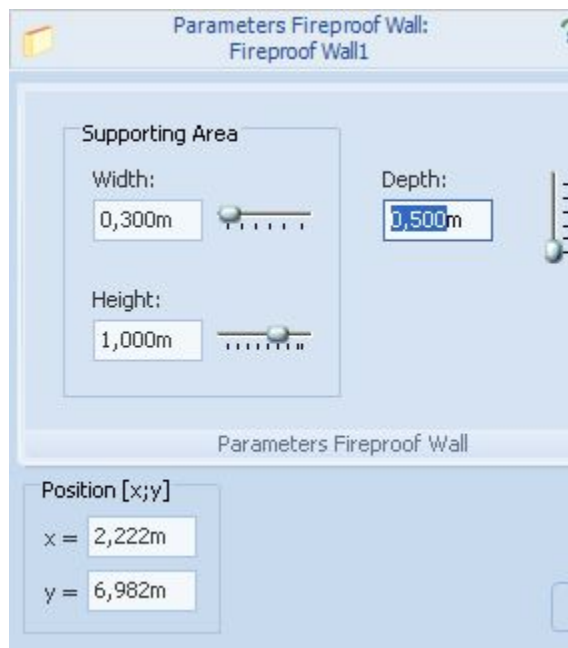 Parameters Fireproof Wall:
Fireproof Wall1
?
Supporting Area
Width:
Depth:
0,300m
0,500m
Height:
1,000m
Parameters Fireproof Wall
Position [x;y]
x = 2,222m
y = 6,982m